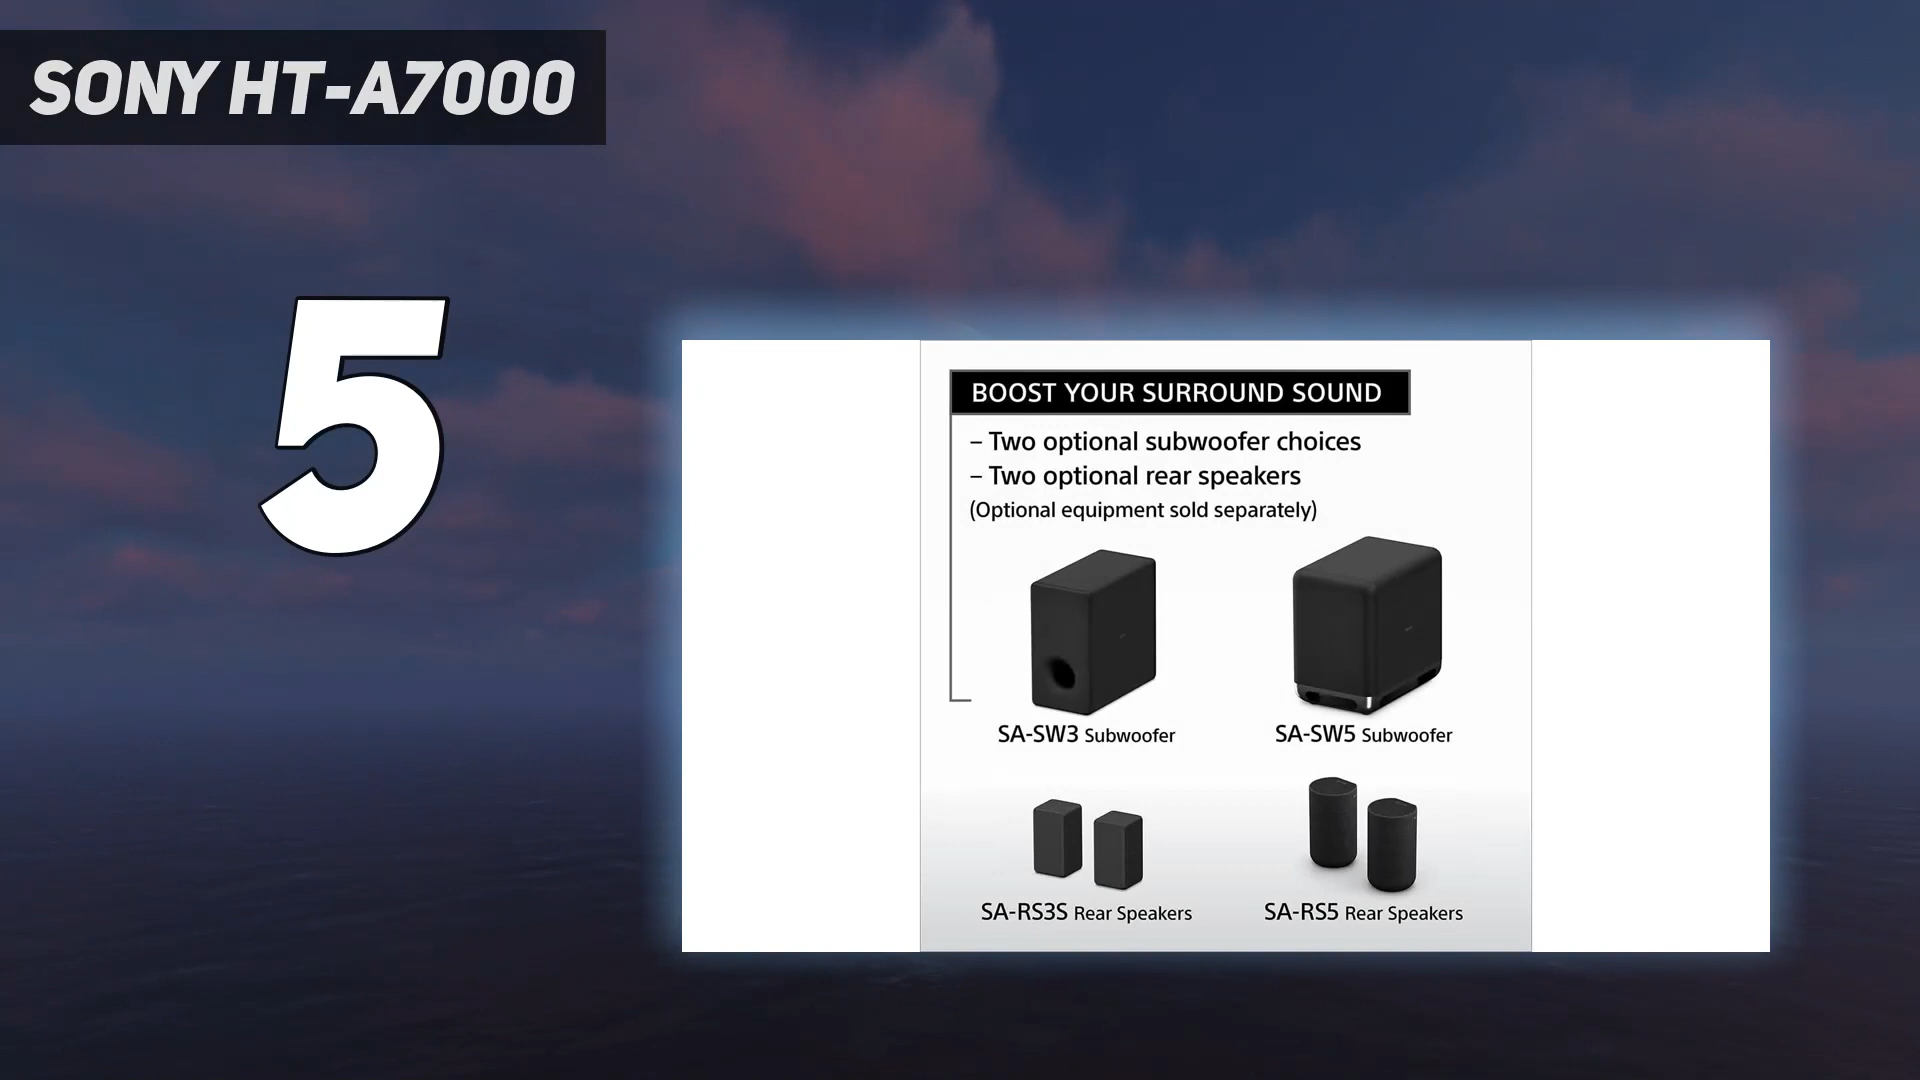 SONY HT-A7000
5
BOOST YOUR SURROUND SOUND
– Two optional subwoofer choices
– Two optional rear speakers
(Optional equipment sold separately)
SA-SW3 Subwoofer
SA-SW5 Subwoofer
SA-RS3S Rear Speakers
SA-RS5 Rear Speakers